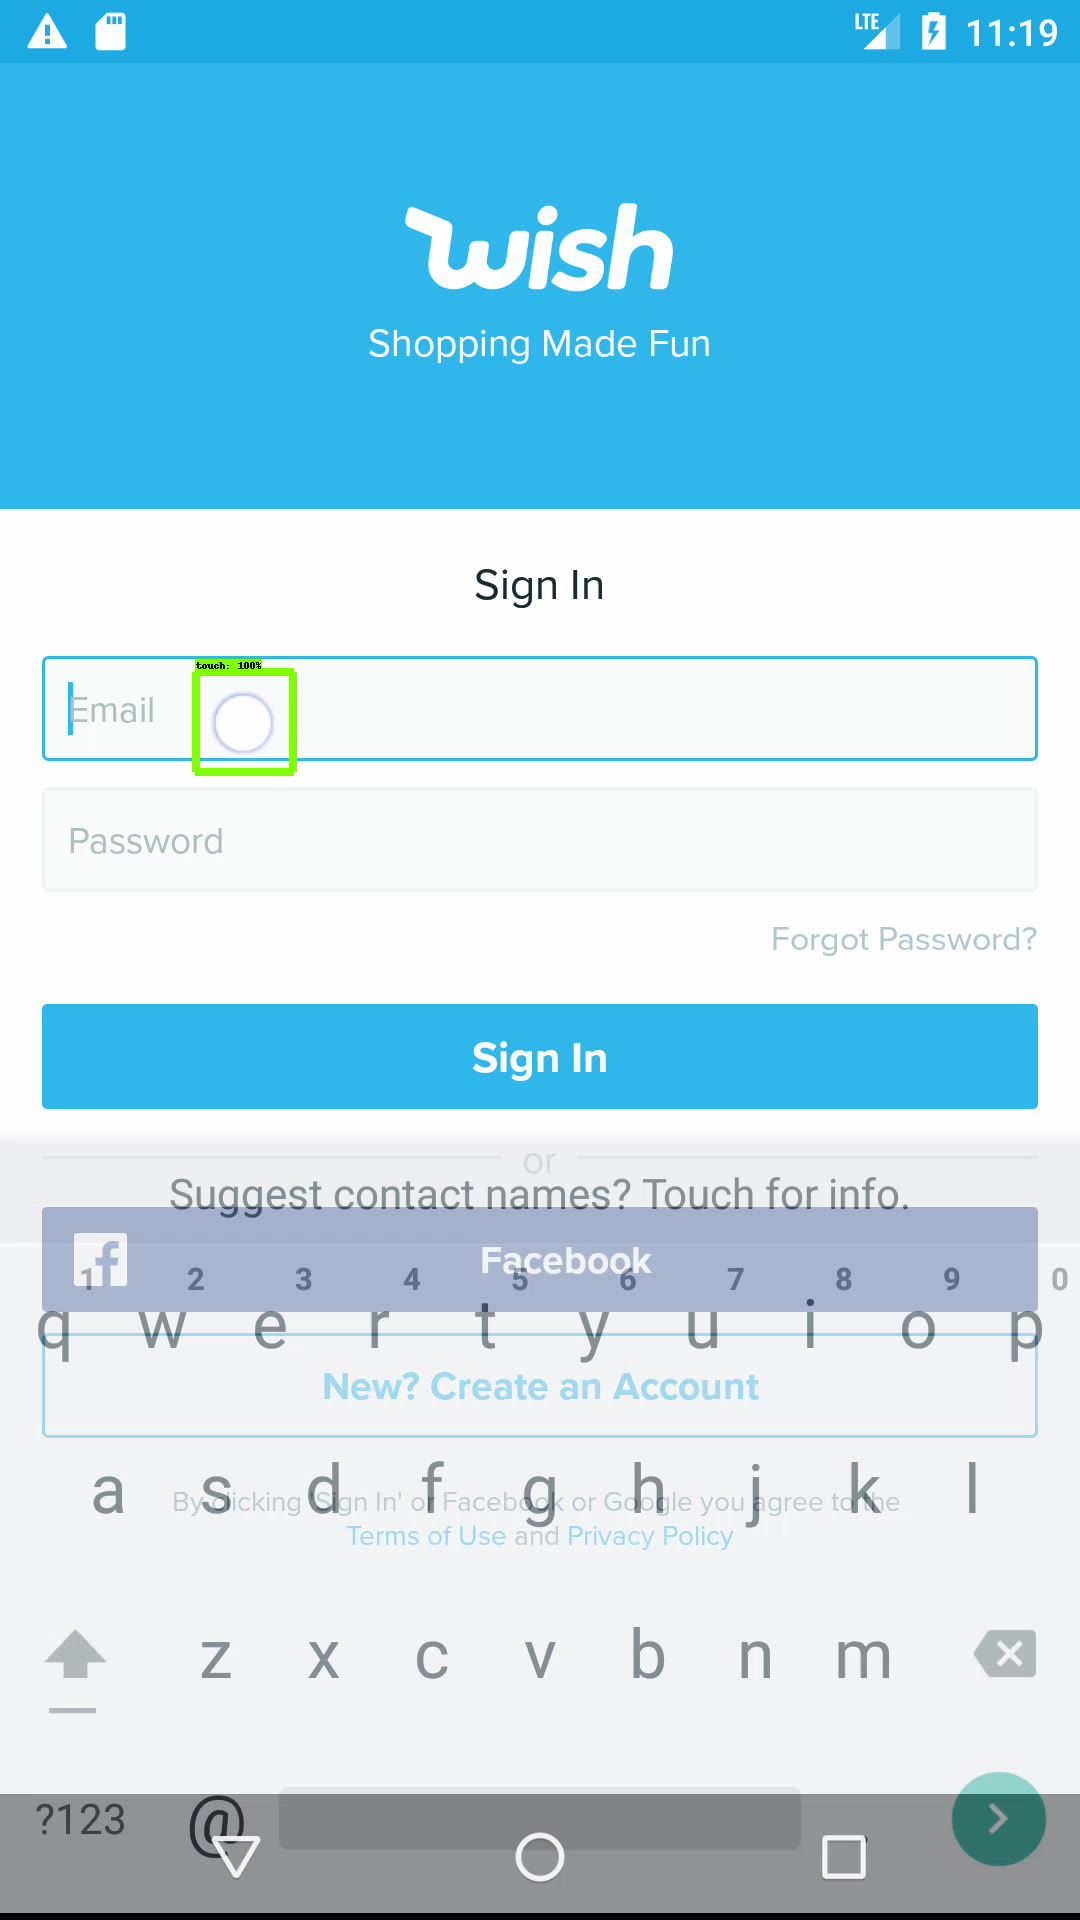 LTE 11:19
wish
Shopping Made Fun
Sign In
touch: 100%
Email
Password
Forgot Password?
Sign In
or
Suggest contact names? Touch for info.
Facebook
1 2 3 4 5 6 7 8 9 0
q w e r t y u i o p
New? Create an Account
a s d f g h j k l
By clicking 'Sign In' or Facebook or Google you agree to the
Terms of Use and Privacy Policy
z x c v b n m
?123 @